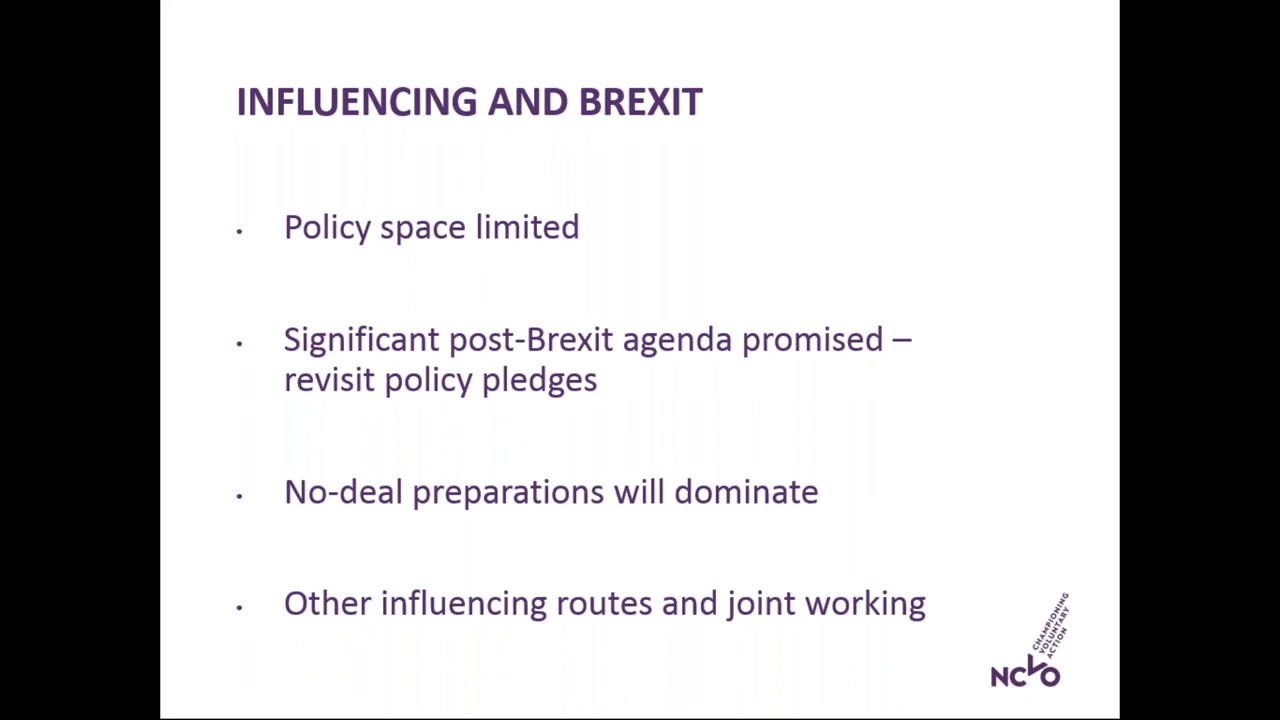 INFLUENCING AND BREXIT
• Policy space limited
• Significant post-Brexit agenda promised –
revisit policy pledges
• No-deal preparations will dominate
• Other influencing routes and joint working
CHAMPIONING
VOLUNTARY
ACTION
NCVO